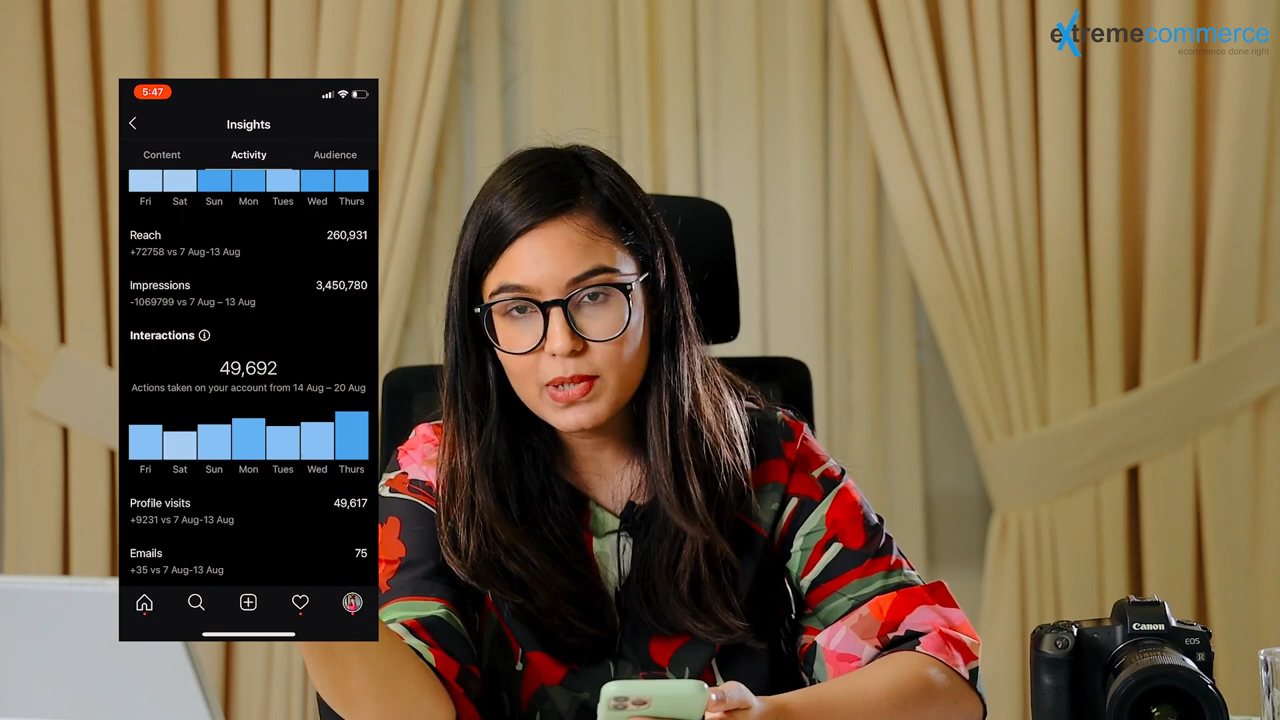 extremecommerce
ecommerce done right
5:47
Insights
Content Activity Audience
Fri Sat Sun Mon Tues Wed Thurs
Reach 260,931
+72758 vs 7 Aug-13 Aug
Impressions 3,450,780
-1069799 vs 7 Aug – 13 Aug
Interactions
49,692
Actions taken on your account from 14 Aug – 20 Aug
Fri Sat Sun Mon Tues Wed Thurs
Profile visits 49,617
+9231 vs 7 Aug-13 Aug
Emails 75
+35 vs 7 Aug-13 Aug
Canon
EOS
R